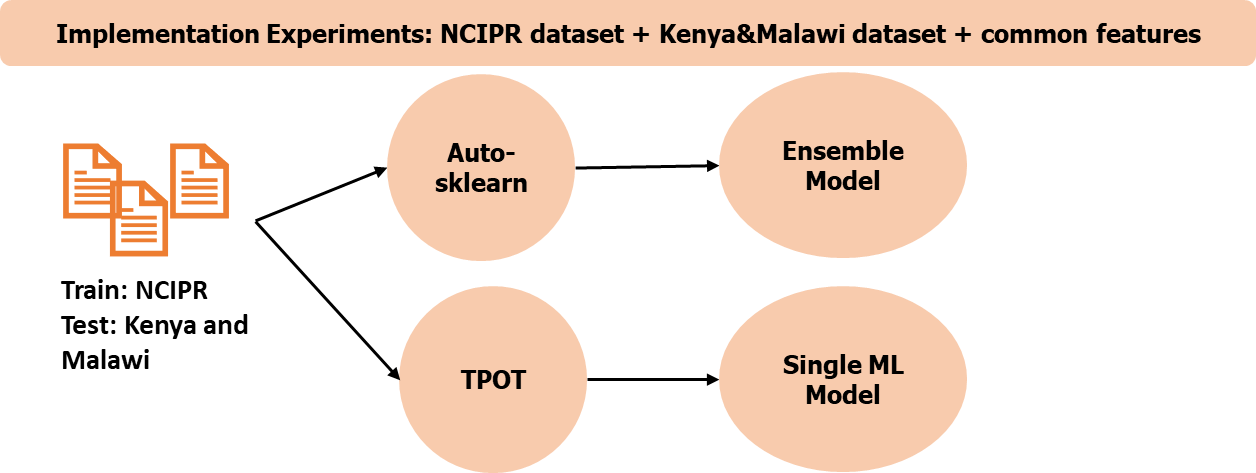 Implementation Experiments: NCIPR dataset + Kenya&Malawi dataset + common features
Train: NCIPR
Test: Kenya and
Malawi
Auto-
sklearn
Ensemble
Model
TPOT
Single ML
Model